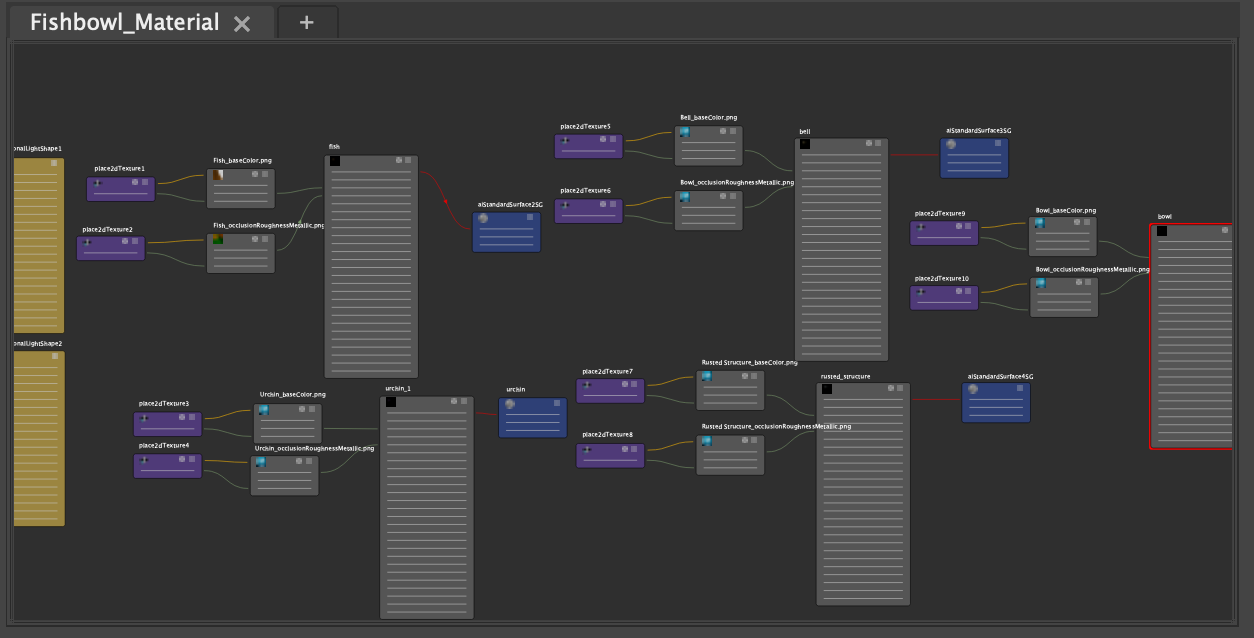 Fishbowl_Material
onalLightShape1
place2dTexture1
Fish_baseColor.png
fish
place2dTexture2
Fish_occlusionRoughnessMetallic.png
aiStandardSurface2SG
place2dTexture5
Bell_baseColor.png
bell
aiStandardSurface3SG
place2dTexture6
Bowl_occlusionRoughnessMetallic.png
place2dTexture9
Bowl_baseColor.png
bowl
place2dTexture10
Bowl_occlusionRoughnessMetallic.png
onalLightShape2
place2dTexture3
Urchin_baseColor.png
urchin_1
urchin
place2dTexture4
Urchin_occlusionRoughnessMetallic.png
place2dTexture7
Rusted Structure_baseColor.png
rusted_structure
aiStandardSurface4SG
place2dTexture8
Rusted Structure_occlusionRoughnessMetallic.png